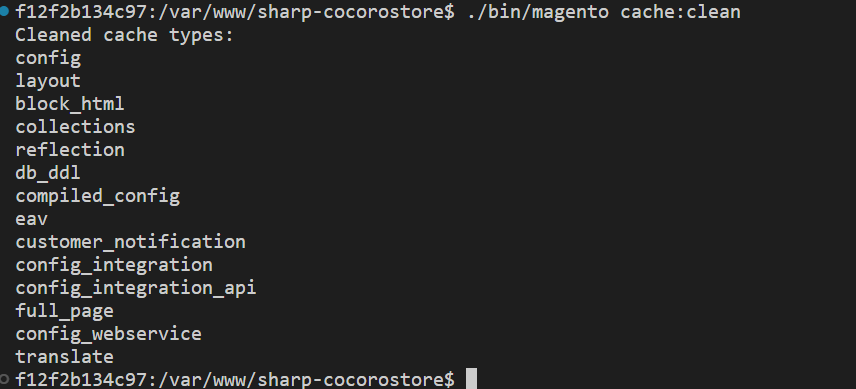 f12f2b134c97:/var/www/sharp-cocorostore$ ./bin/magento cache:clean
Cleaned cache types:
config
layout
block_html
collections
reflection
db_ddl
compiled_config
eav
customer_notification
config_integration
config_integration_api
full_page
config_webservice
translate
f12f2b134c97:/var/www/sharp-cocorostore$